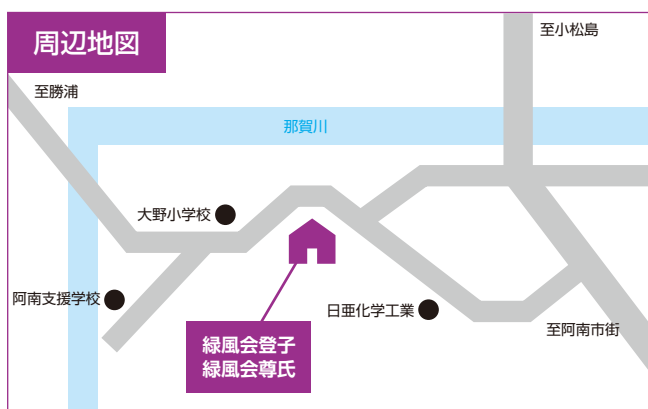 周辺地図
至小松島
至勝浦
那賀川
大野小学校
阿南支援学校
日亜化学工業
至阿南市街
緑風会登子
緑風会尊氏